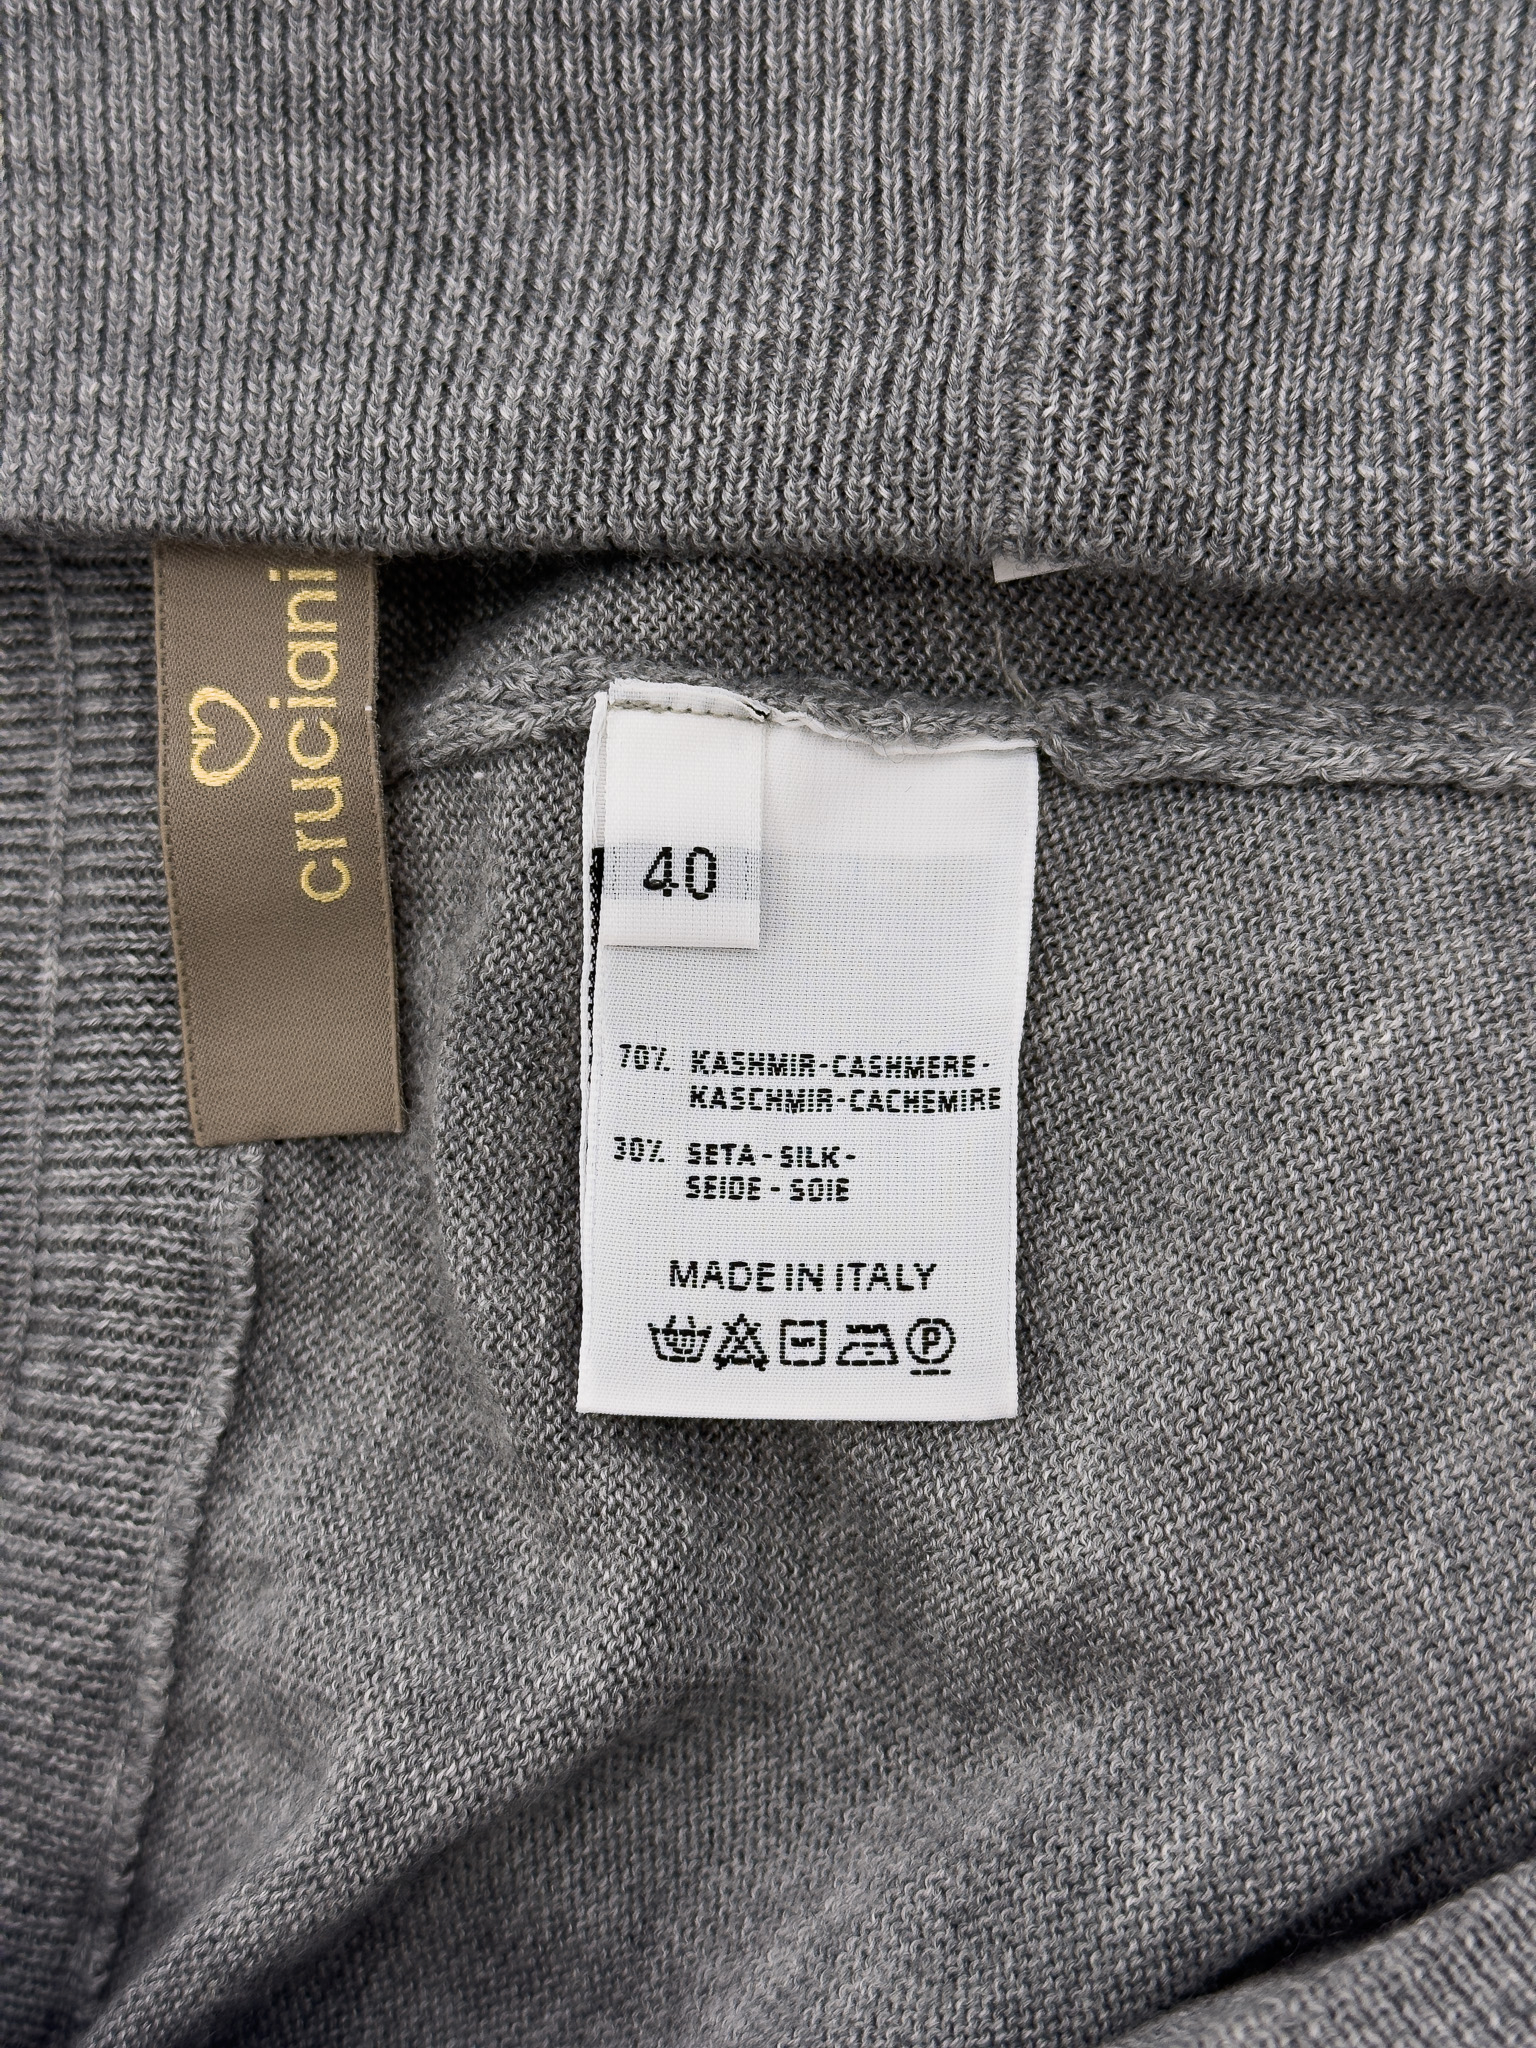 cruciani
40
70% KASHMIR-CASHMERE-
KASCHMIR-CACHEMIRE
30% SETA-SILK-
SEIDE-SOIE
MADE IN ITALY
P